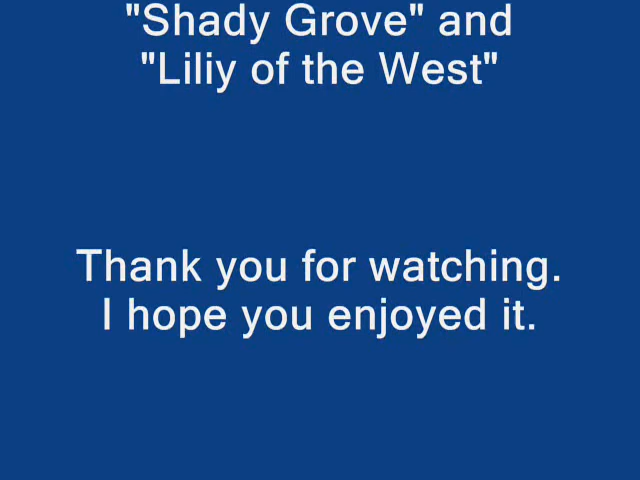 "Shady Grove" and
"Liliy of the West"
Thank you for watching.
I hope you enjoyed it.